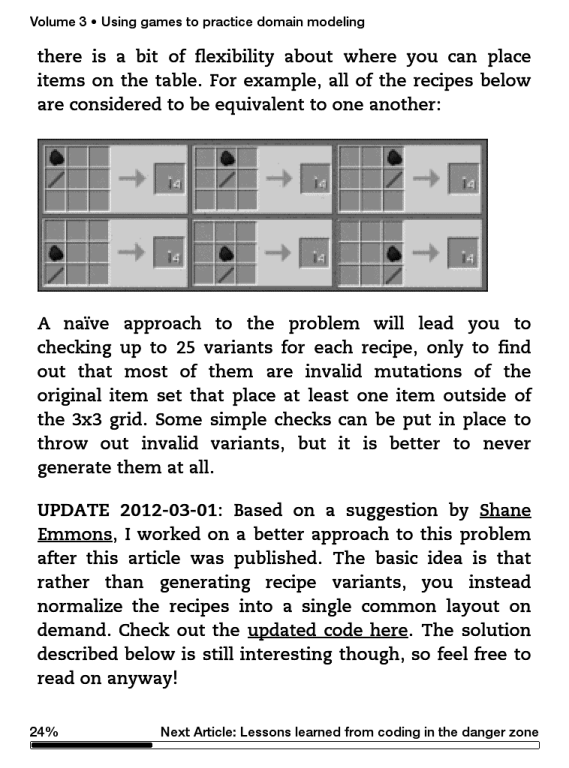 Volume 3 • Using games to practice domain modeling
there is a bit of flexibility about where you can place
items on the table. For example, all of the recipes below
are considered to be equivalent to one another:
i4 i4 i4
i4 i4 i4
A naïve approach to the problem will lead you to
checking up to 25 variants for each recipe, only to find
out that most of them are invalid mutations of the
original item set that place at least one item outside of
the 3x3 grid. Some simple checks can be put in place to
throw out invalid variants, but it is better to never
generate them at all.
UPDATE 2012-03-01: Based on a suggestion by Shane
Emmons, I worked on a better approach to this problem
after this article was published. The basic idea is that
rather than generating recipe variants, you instead
normalize the recipes into a single common layout on
demand. Check out the updated code here. The solution
described below is still interesting though, so feel free to
read on anyway!
24% Next Article: Lessons learned from coding in the danger zone